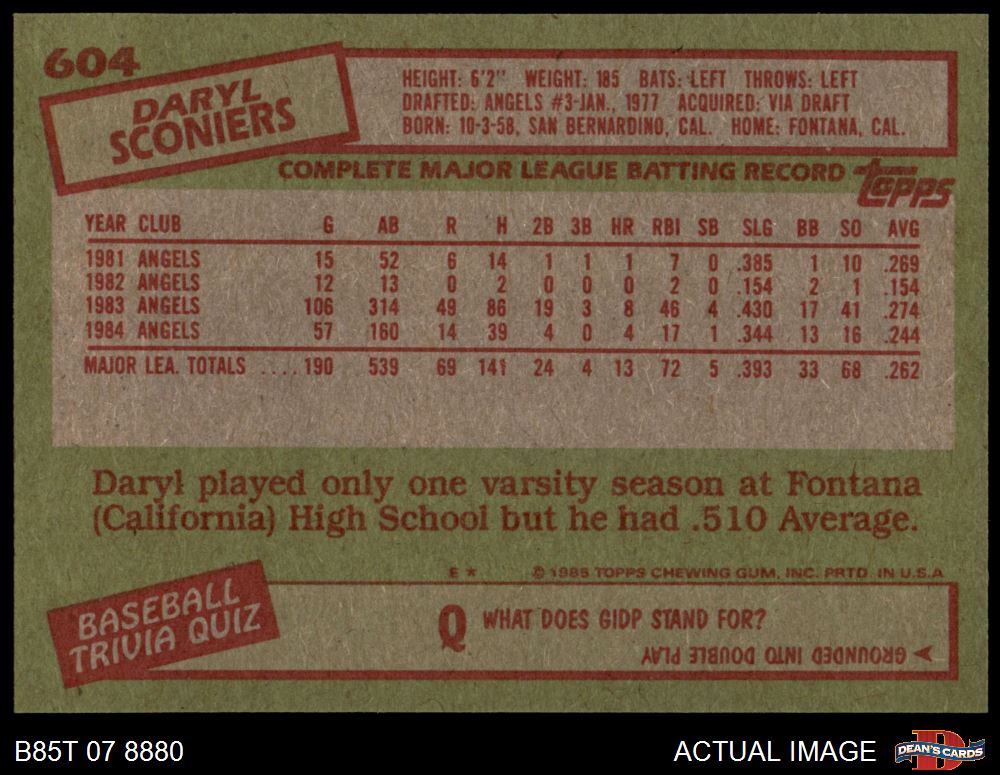 604
DARYL
SCONIERS
HEIGHT: 6'2" WEIGHT: 185 BATS: LEFT THROWS: LEFT
DRAFTED: ANGELS #3-JAN., 1977 ACQUIRED: VIA DRAFT
BORN: 10-3-58, SAN BERNARDINO, CAL. HOME: FONTANA, CAL.
COMPLETE MAJOR LEAGUE BATTING RECORD topps
YEAR CLUB G AB R H 2B 3B HR RBI SB SLG BB SO AVG
1981 ANGELS 15 52 6 14 1 1 1 7 0 .385 1 10 .269
1982 ANGELS 12 13 0 2 0 0 0 2 0 .154 2 1 .154
1983 ANGELS 106 314 49 86 19 3 8 46 4 .430 17 41 .274
1984 ANGELS 57 160 14 39 4 0 4 17 1 .344 13 16 .244
MAJOR LEA. TOTALS .... 190 539 69 141 24 4 13 72 5 .393 33 68 .262
Daryl played only one varsity season at Fontana
(California) High School but he had .510 Average.
E * © 1985 TOPPS CHEWING GUM, INC. PRTD. IN U.S.A
BASEBALL
TRIVIA QUIZ
Q WHAT DOES GIDP STAND FOR?
GROUNDED INTO DOUBLE PLAY
B85T 07 8880
ACTUAL IMAGE
D
DEAN'S CARDS